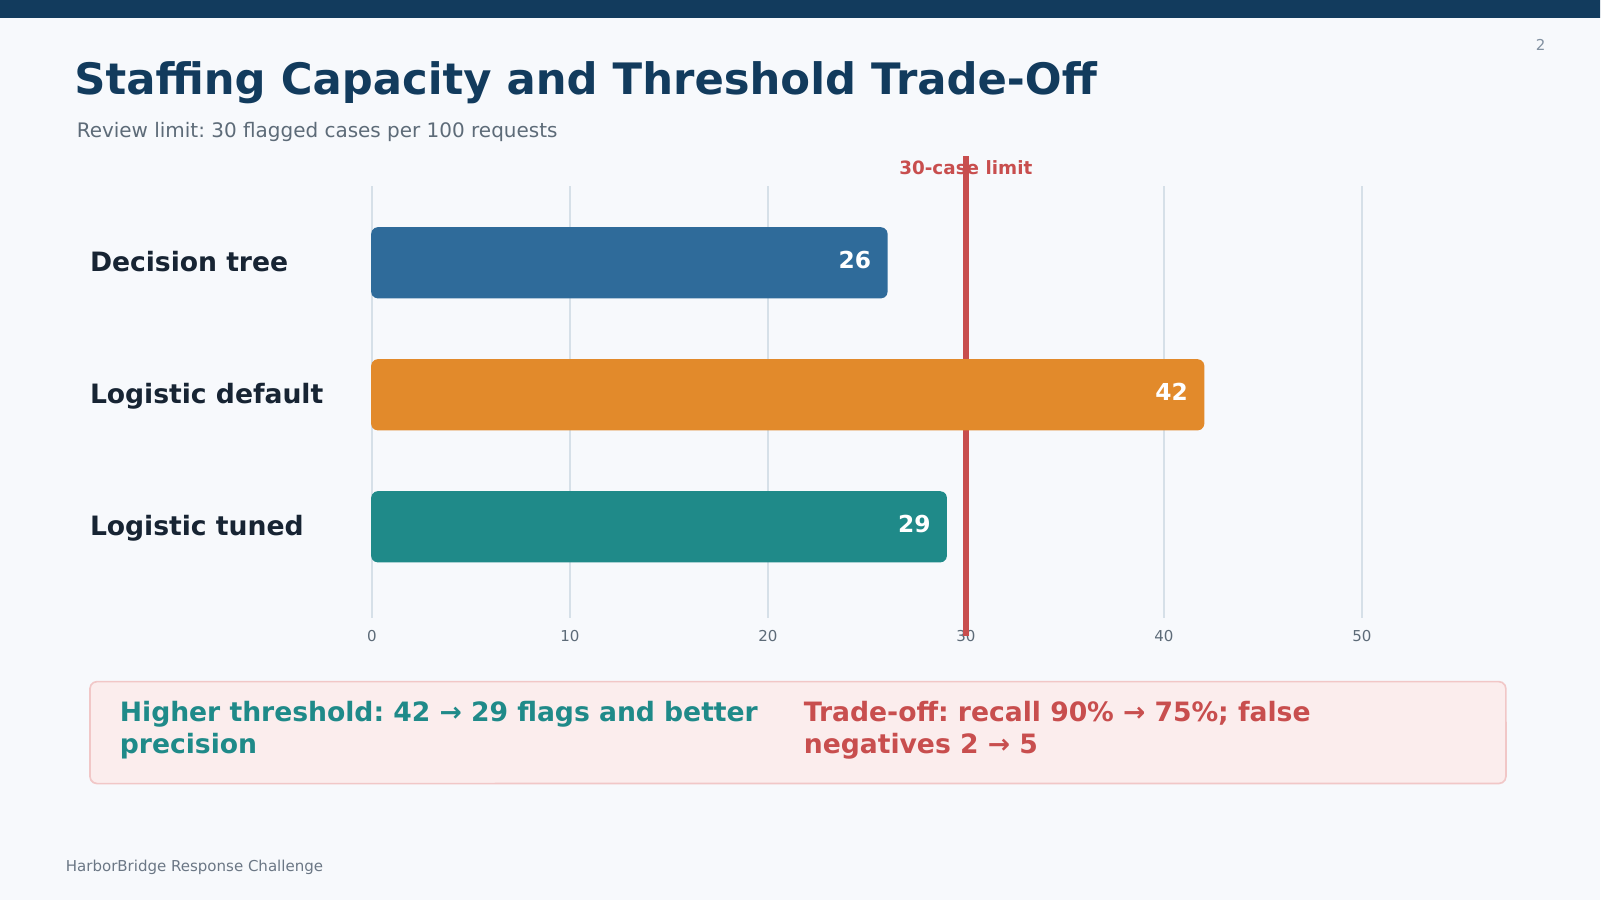 2
Staffing Capacity and Threshold Trade-Off
Review limit: 30 flagged cases per 100 requests
30-case limit
Decision tree
26
Logistic default
42
Logistic tuned
29
0 10 20 30 40 50
Higher threshold: 42 → 29 flags and better
precision
Trade-off: recall 90% → 75%; false
negatives 2 → 5
HarborBridge Response Challenge